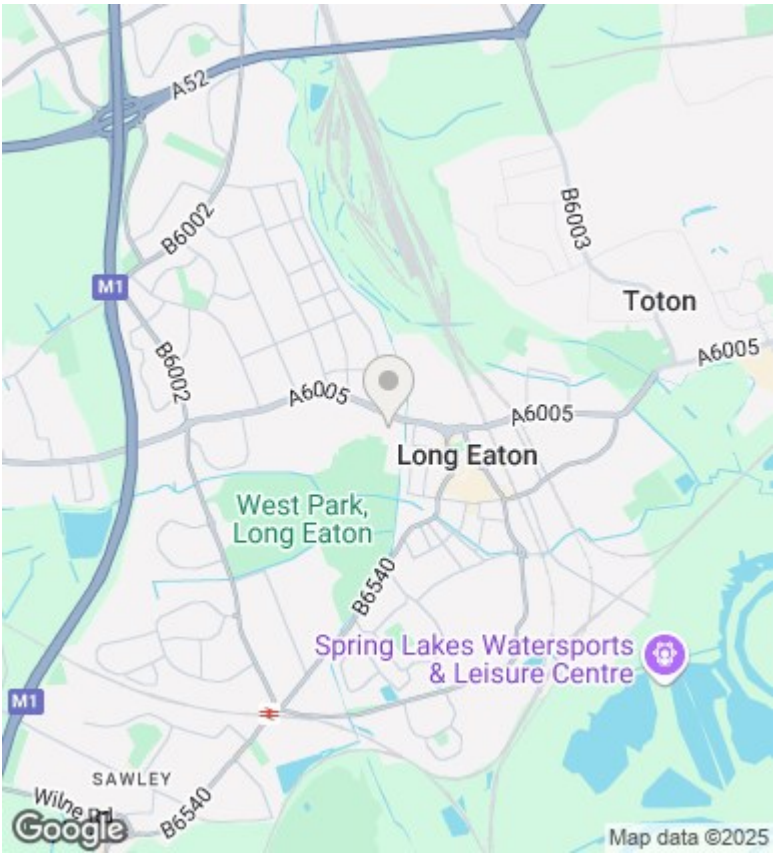 A52
B6002
B6003
M1
Toton
B6002
A6005
A6005
A6005
Long Eaton
West Park,
Long Eaton
B6540
Spring Lakes Watersports
& Leisure Centre
M1
SAWLEY
Wilne Rd
B6540
Google
Map data ©2025